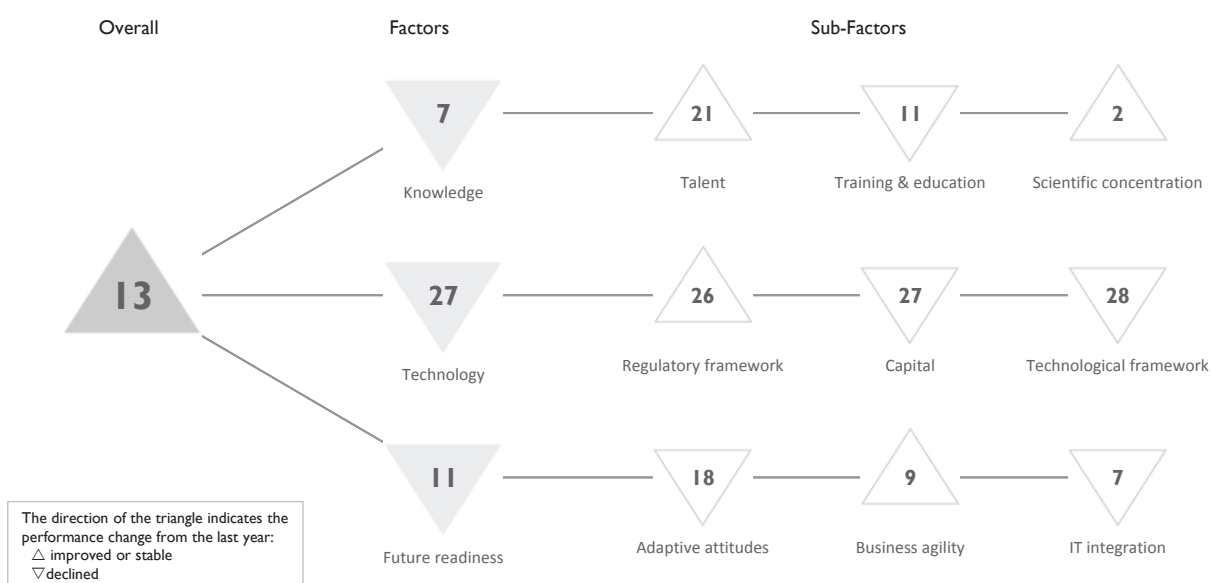 Overall Factors Sub-Factors
7 21 11 2
Knowledge Talent Training & education Scientific concentration
13 27 26 27 28
Technology Regulatory framework Capital Technological framework
11 18 9 7
Future readiness Adaptive attitudes Business agility IT integration
The direction of the triangle indicates the
performance change from the last year:
△ improved or stable
▽ declined